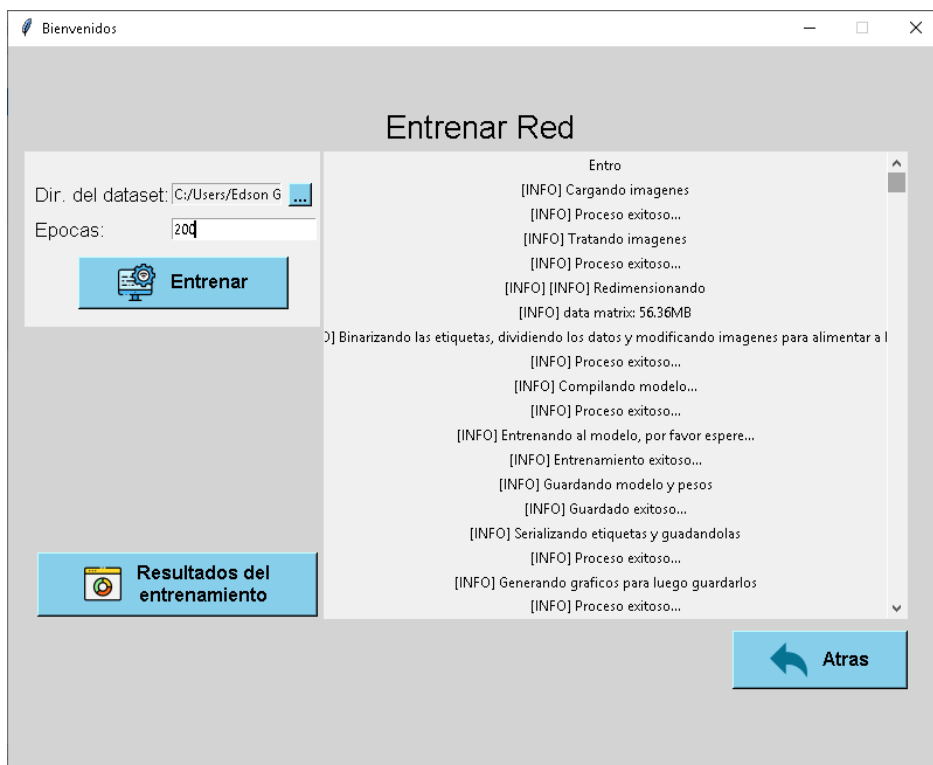 Bienvenidos
Entrenar Red
Dir. del dataset: C:/Users/Edson G ...
Epocas: 200
Entrenar
Entro
[INFO] Cargando imagenes
[INFO] Proceso exitoso...
[INFO] Tratando imagenes
[INFO] Proceso exitoso...
[INFO] [INFO] Redimensionando
[INFO] data matrix: 56.36MB
O] Binarizando las etiquetas, dividiendo los datos y modificando imagenes para alimentar a l
[INFO] Proceso exitoso...
[INFO] Compilando modelo...
[INFO] Proceso exitoso...
[INFO] Entrenando al modelo, por favor espere...
[INFO] Entrenamiento exitoso...
[INFO] Guardando modelo y pesos
[INFO] Guardado exitoso...
[INFO] Serializando etiquetas y guadandolas
[INFO] Proceso exitoso...
[INFO] Generando graficos para luego guardarlos
[INFO] Proceso exitoso...
Resultados del
entrenamiento
Atras